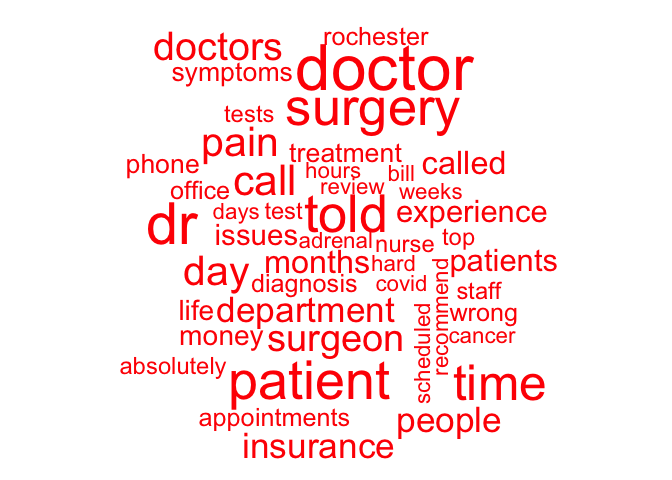 rochester
doctors
doctor
symptoms
surgery
tests
pain
treatment
phone
hours
bill
called
call
office
review
weeks
dr
days
test
told
experience
issues
adrenal
nurse
top
day
months
hard
patients
diagnosis
covid
staff
life
department
scheduled
recommend
wrong
money
surgeon
cancer
absolutely
patient
time
appointments
people
insurance